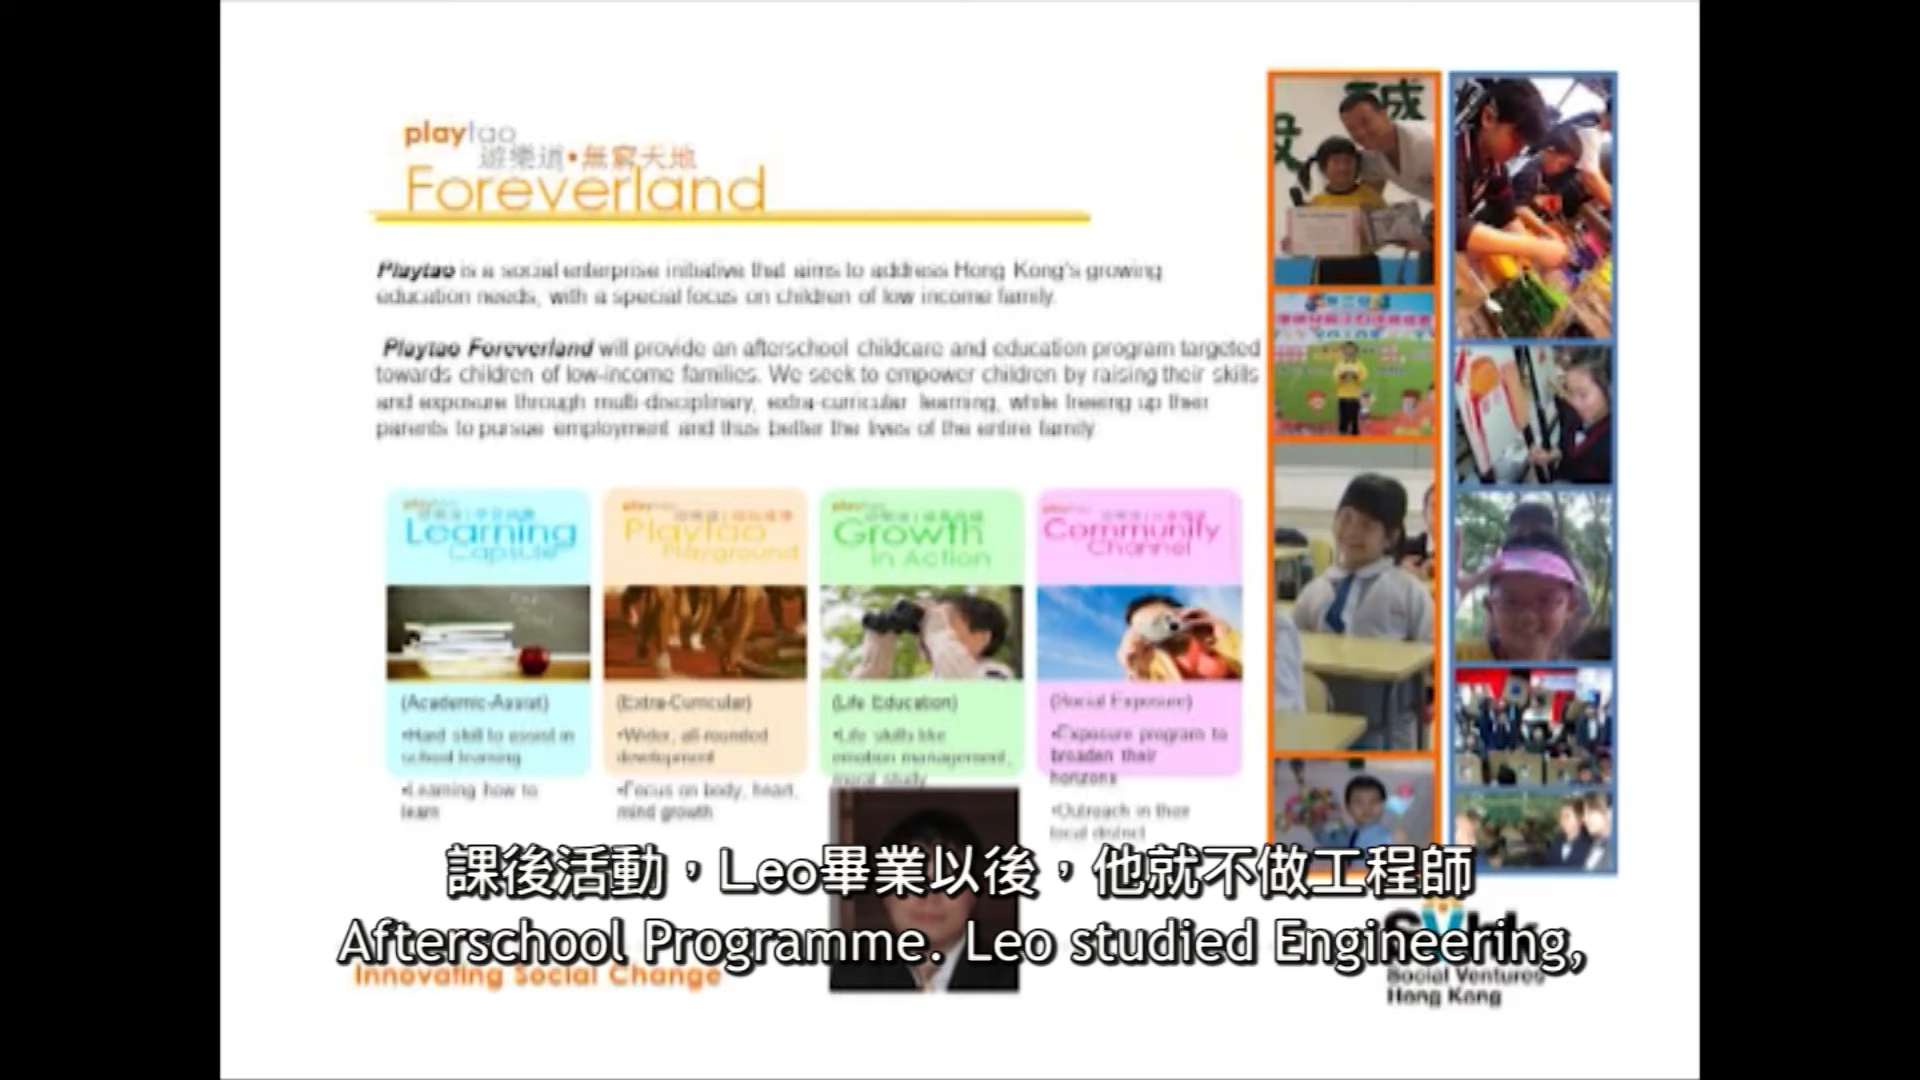 playtao
遊樂道•無窮天地
Foreverland
Playtao is a social enterprise initiative that aims to address Hong Kong's growing
education needs, with a special focus on children of low income family.
Playtao Foreverland will provide an afterschool childcare and education program targeted
towards children of low-income families. We seek to empower children by raising their skills
and exposure through multi-disciplinary, extra-curricular learning, while freeing up their
parents to pursue employment and thus better the lives of the entire family.
Learning
Capsule
(Academic-Assist)
•Hard skill to assist in
school learning
•Learning how to
learn
Playtao
Playground
(Extra-Curricular)
•Wider, all-rounded
development
•Focus on body, heart,
mind growth
Growth
in Action
(Life Education)
•Life skills like
emotion management,
moral study
Community
Channel
(Social Exposure)
•Exposure program to
broaden their
horizons
•Outreach in their
local district
課後活動，Leo畢業以後，他就不做工程師
Afterschool Programme. Leo studied Engineering,
Innovating Social Change
SVhk
Social Ventures
Hong Kong